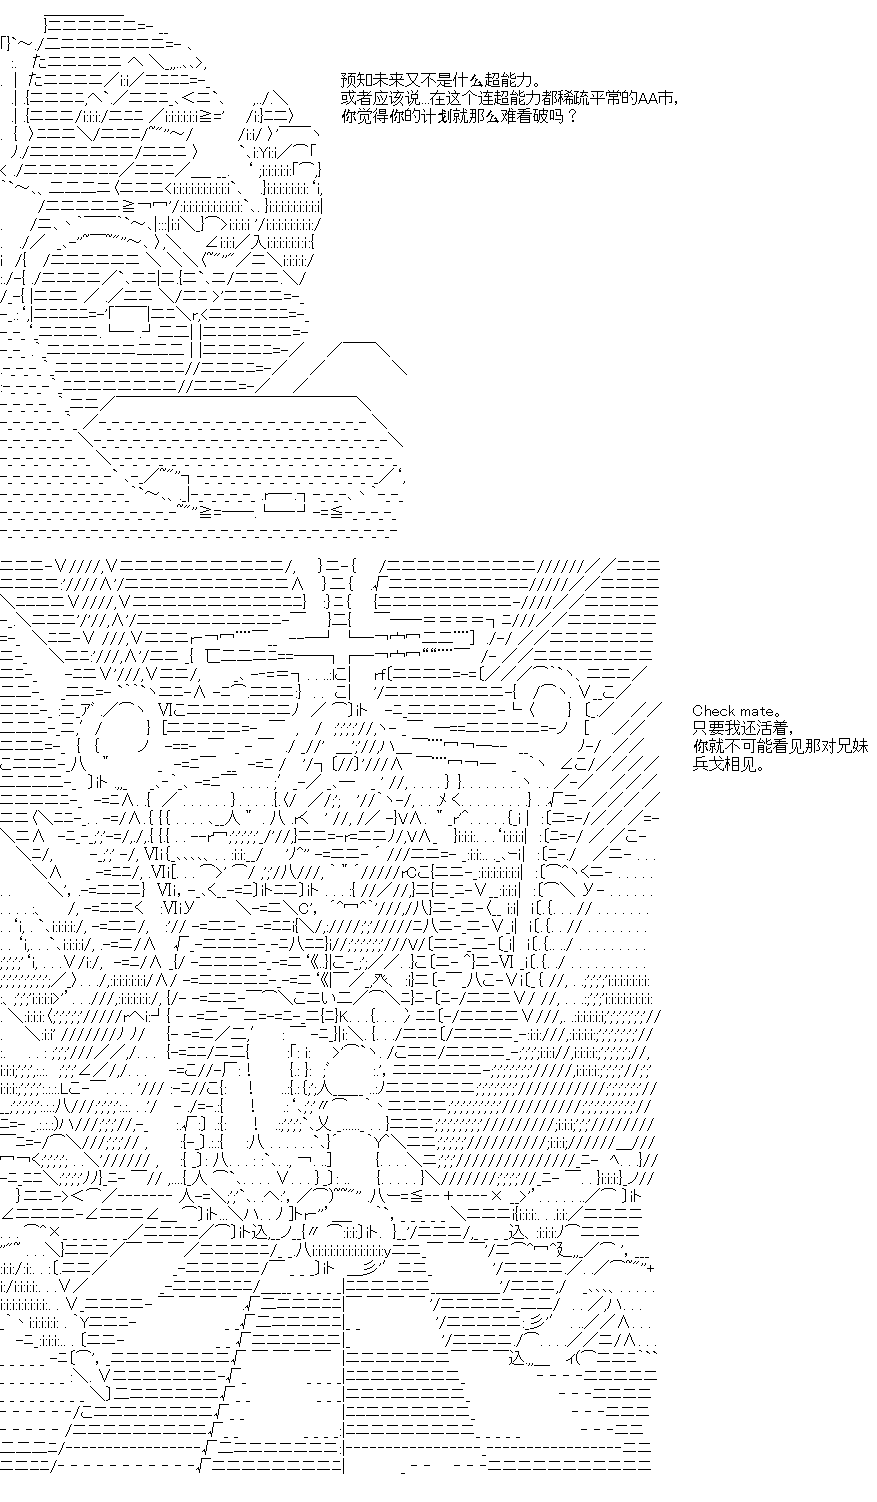 预知未来又不是什么超能力。
或者应该说...在这个连超能力都稀疏平常的AA市，
你觉得你的计划就那么难看破吗？
Check mate。
只要我还活着，
你就不可能看见那对兄妹
兵戈相见。